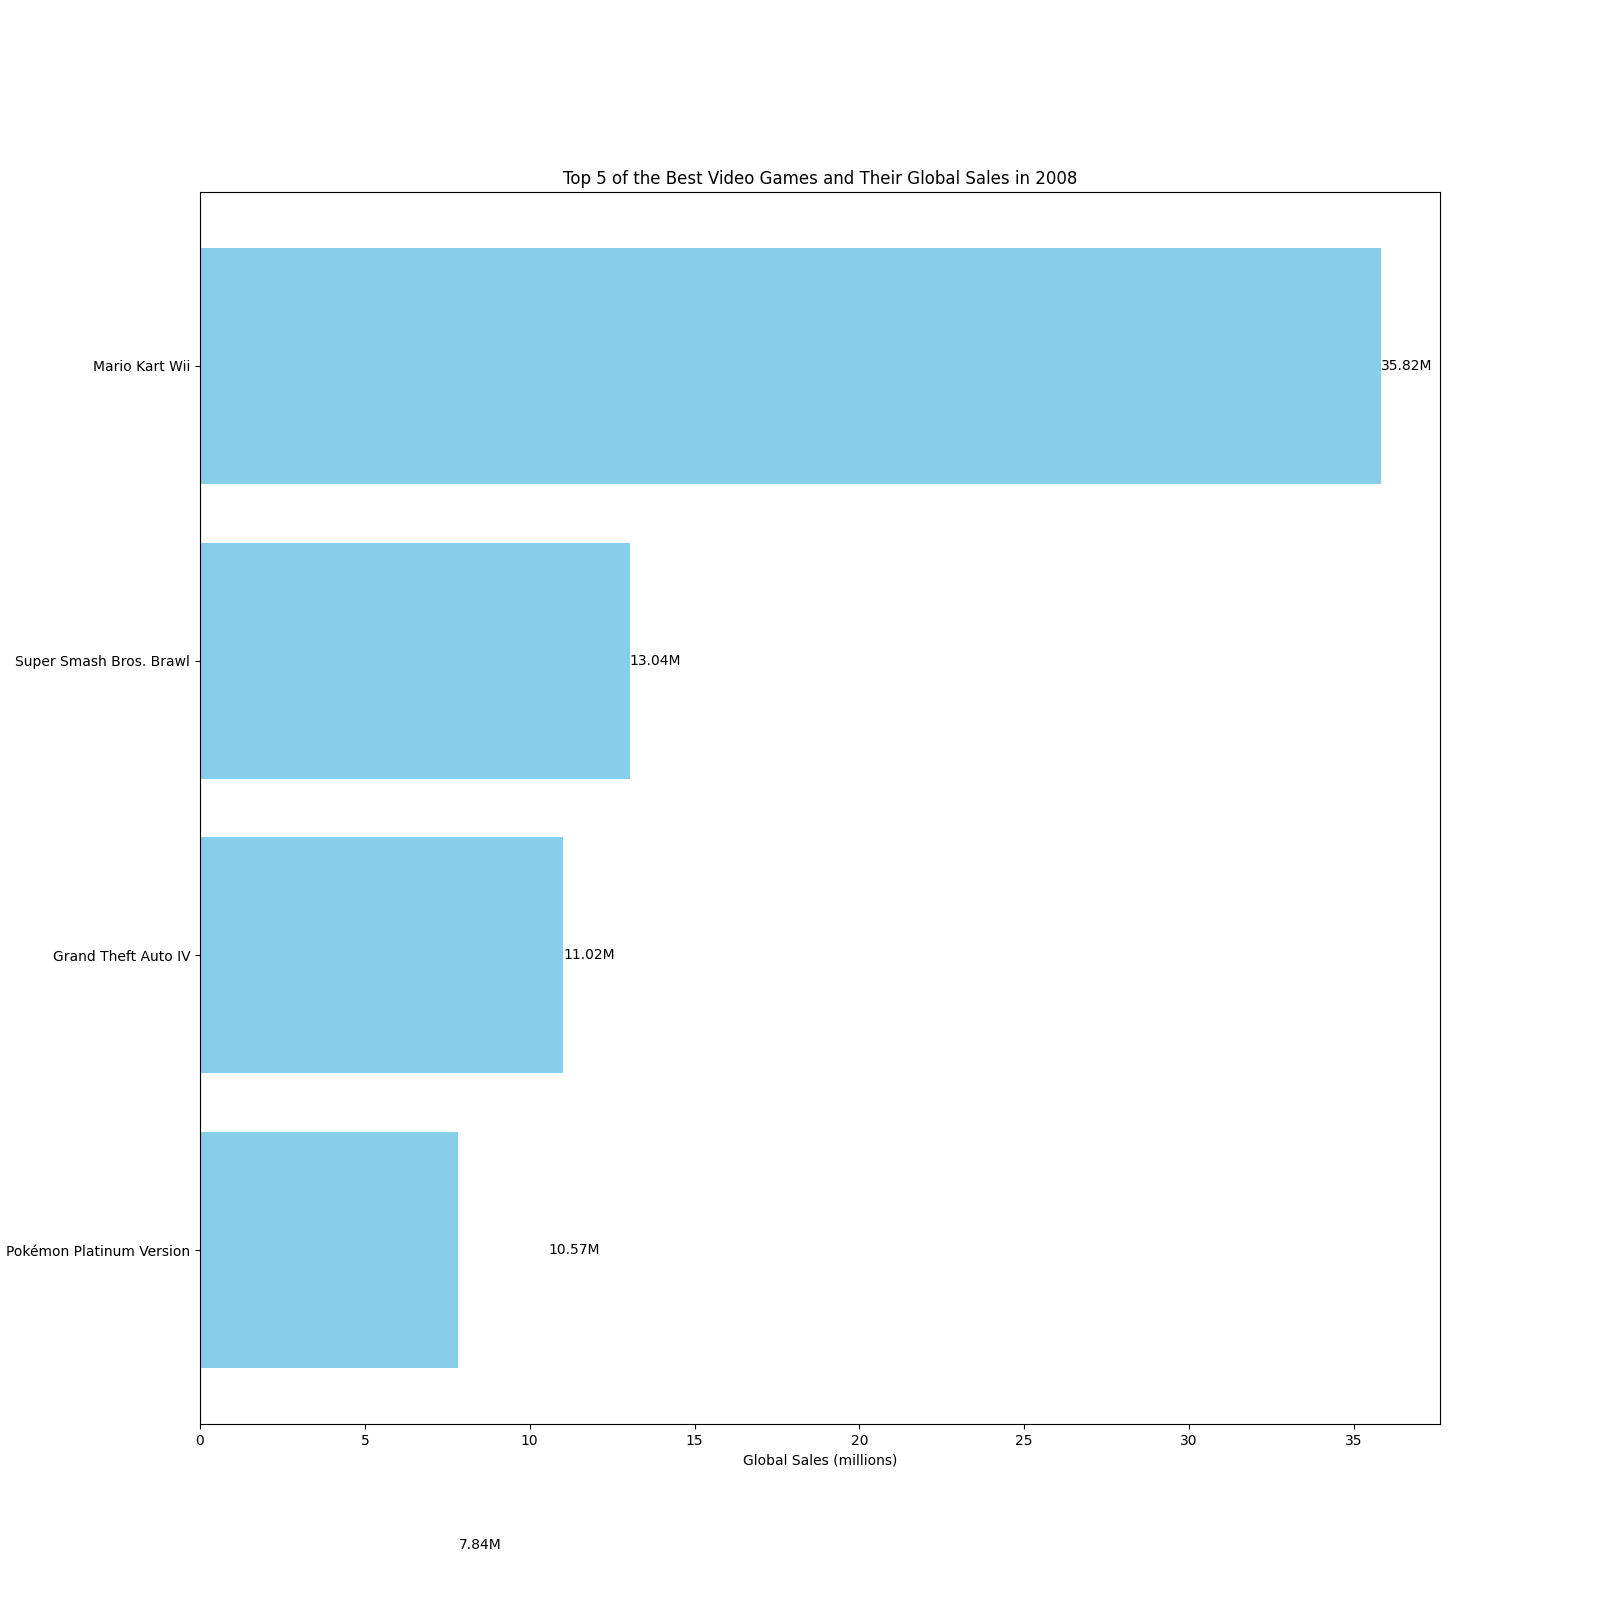 Top 5 of the Best Video Games and Their Global Sales in 2008
Mario Kart Wii
35.82M
Super Smash Bros. Brawl
13.04M
Grand Theft Auto IV
11.02M
Pokémon Platinum Version
10.57M
0 5 10 15 20 25 30 35
Global Sales (millions)
7.84M